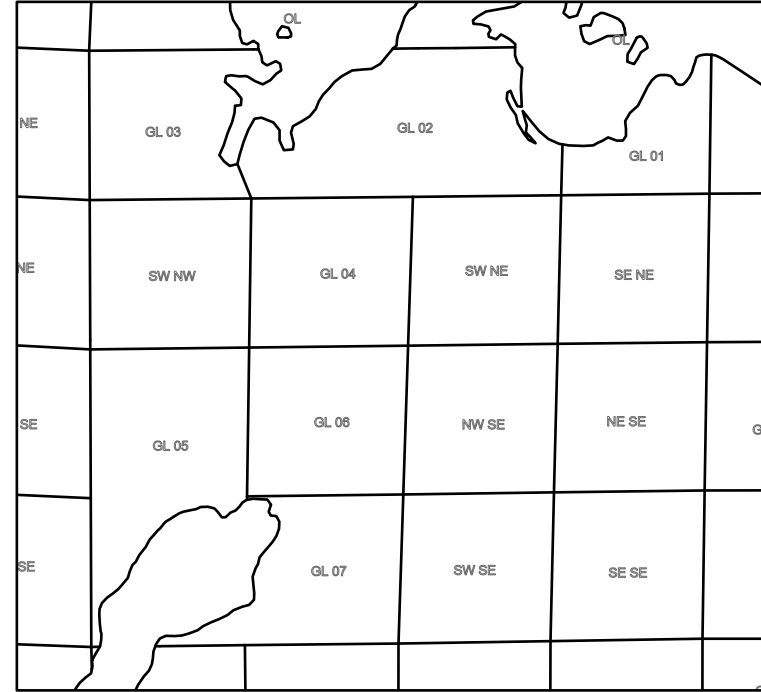 OL
OL
NE
GL 03
GL 02
GL 01
NE
SW NW
GL 04
SW NE
SE NE
SE
GL 05
GL 06
NW SE
NE SE
G
SE
GL 07
SW SE
SE SE